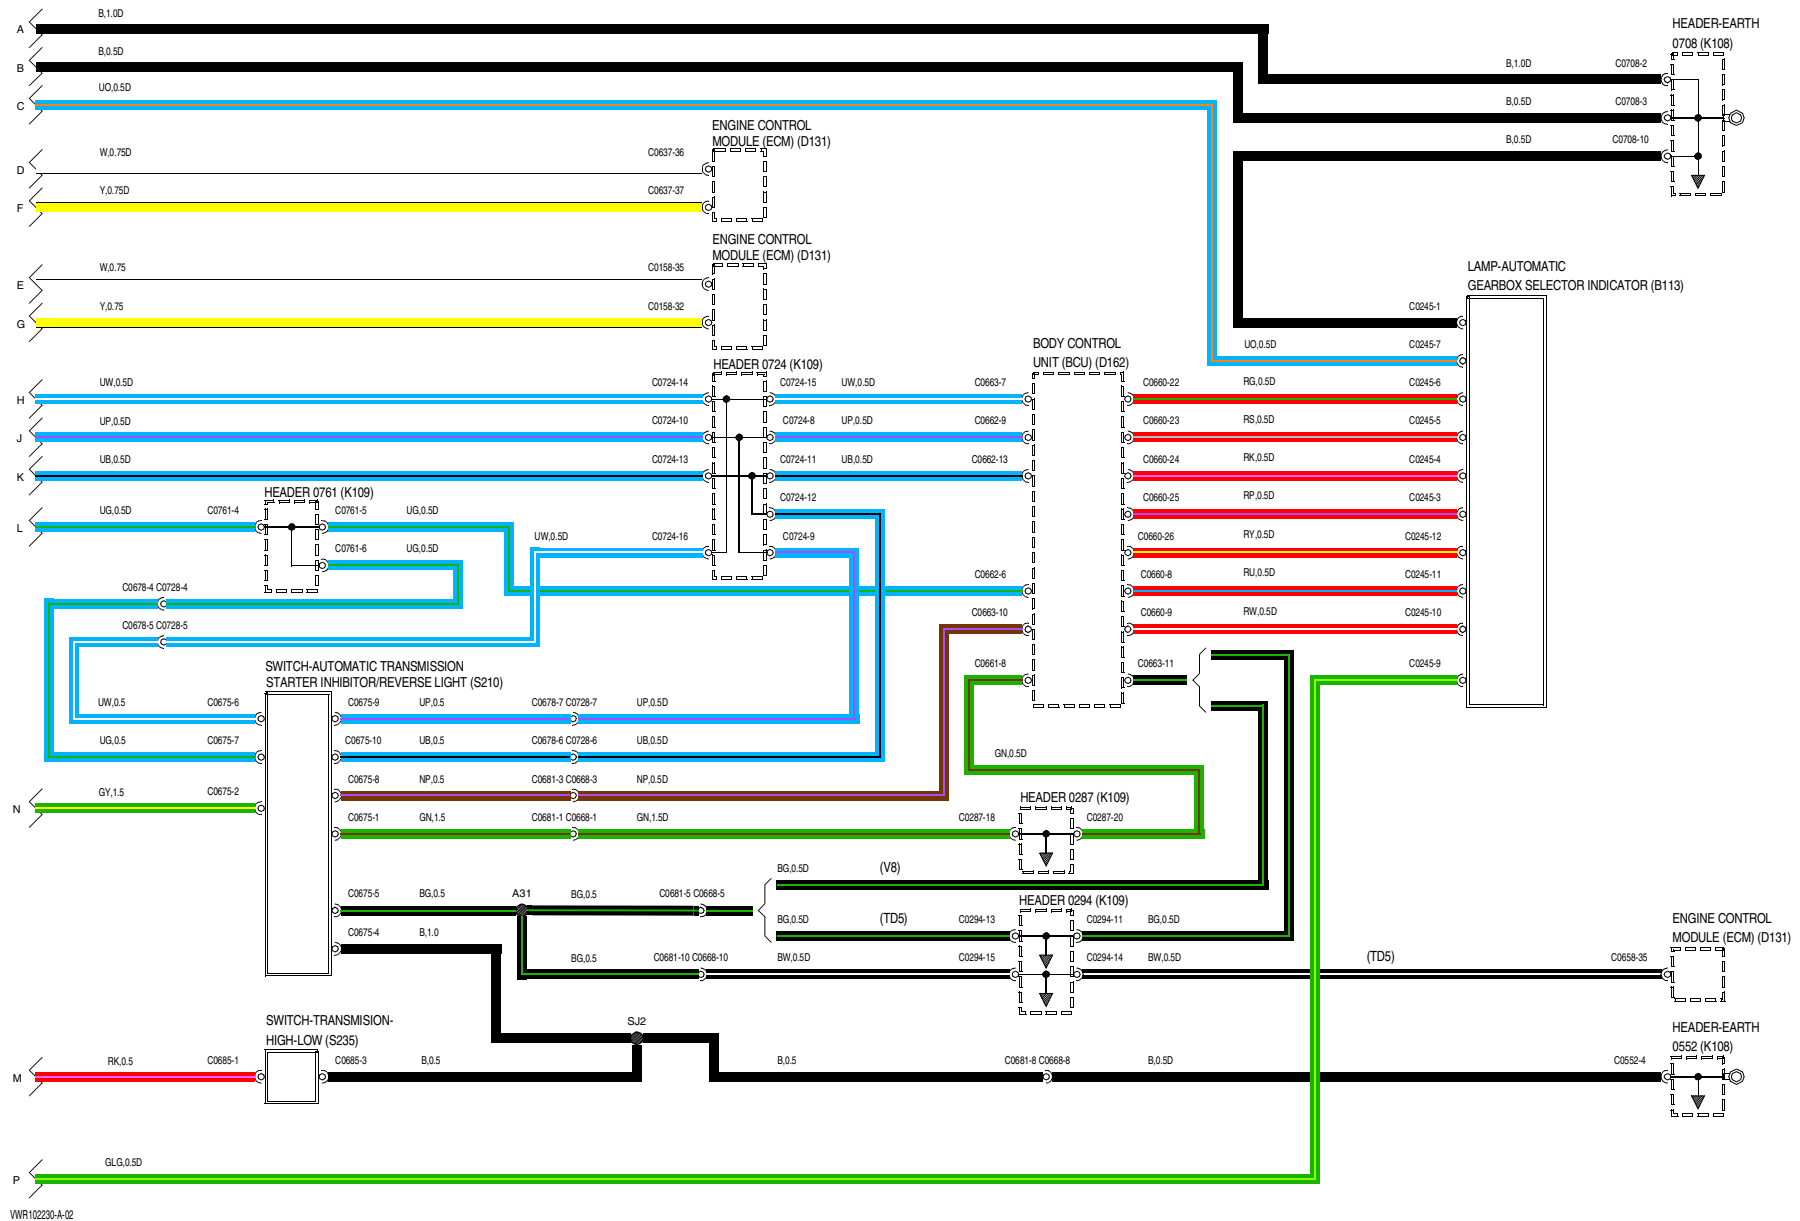 A
B,1.0D
HEADER-EARTH
0708 (K108)
B
B,0.5D
B,1.0D
C0708-2
C
UO,0.5D
B,0.5D
C0708-3
ENGINE CONTROL
MODULE (ECM) (D131)
B,0.5D
C0708-10
D
W,0.75D
C0637-36
F
Y,0.75D
C0637-37
ENGINE CONTROL
MODULE (ECM) (D131)
E
W,0.75
C0158-35
LAMP-AUTOMATIC
GEARBOX SELECTOR INDICATOR (B113)
G
Y,0.75
C0158-32
C0245-1
BODY CONTROL
UNIT (BCU) (D162)
UO,0.5D
C0245-7
HEADER 0724 (K109)
H
UW,0.5D
C0724-14
C0724-15
UW,0.5D
C0663-7
C0660-22
RG,0.5D
C0245-6
J
UP,0.5D
C0724-10
C0724-8
UP,0.5D
C0662-9
C0660-23
RS,0.5D
C0245-5
K
UB,0.5D
C0724-13
C0724-11
UB,0.5D
C0662-13
C0660-24
RK,0.5D
C0245-4
HEADER 0761 (K109)
C0724-12
C0660-25
RP,0.5D
C0245-3
L
UG,0.5D
C0761-4
C0761-5
UG,0.5D
UW,0.5D
C0724-16
C0724-9
C0660-26
RY,0.5D
C0245-12
C0761-6
UG,0.5D
C0662-6
C0660-8
RU,0.5D
C0245-11
C0678-4 C0728-4
C0663-10
C0660-9
RW,0.5D
C0245-10
C0678-5 C0728-5
SWITCH-AUTOMATIC TRANSMISSION
STARTER INHIBITOR/REVERSE LIGHT (S210)
C0661-8
C0663-11
C0245-9
UW,0.5
C0675-6
C0675-9
UP,0.5
C0678-7 C0728-7
UP,0.5D
UG,0.5
C0675-7
C0675-10
UB,0.5
C0678-6 C0728-6
UB,0.5D
GN,0.5D
N
GY,1.5
C0675-2
C0675-8
NP,0.5
C0681-3 C0668-3
NP,0.5D
HEADER 0287 (K109)
C0675-1
GN,1.5
C0681-1 C0668-1
GN,1.5D
C0287-18
C0287-20
BG,0.5D
(V8)
C0675-5
BG,0.5
A31
BG,0.5
C0681-5 C0668-5
HEADER 0294 (K109)
BG,0.5D
(TD5)
C0294-13
C0294-11
BG,0.5D
ENGINE CONTROL
MODULE (ECM) (D131)
C0675-4
B,1.0
BG,0.5
C0681-10 C0668-10
BW,0.5D
C0294-15
C0294-14
BW,0.5D
(TD5)
C0658-35
SWITCH-TRANSMISION-
HIGH-LOW (S235)
SJ2
HEADER-EARTH
0552 (K108)
M
RK,0.5
C0685-1
C0685-3
B,0.5
B,0.5
C0681-8 C0668-8
B,0.5D
C0552-4
P
GLG,0.5D
VWR102230-A-02